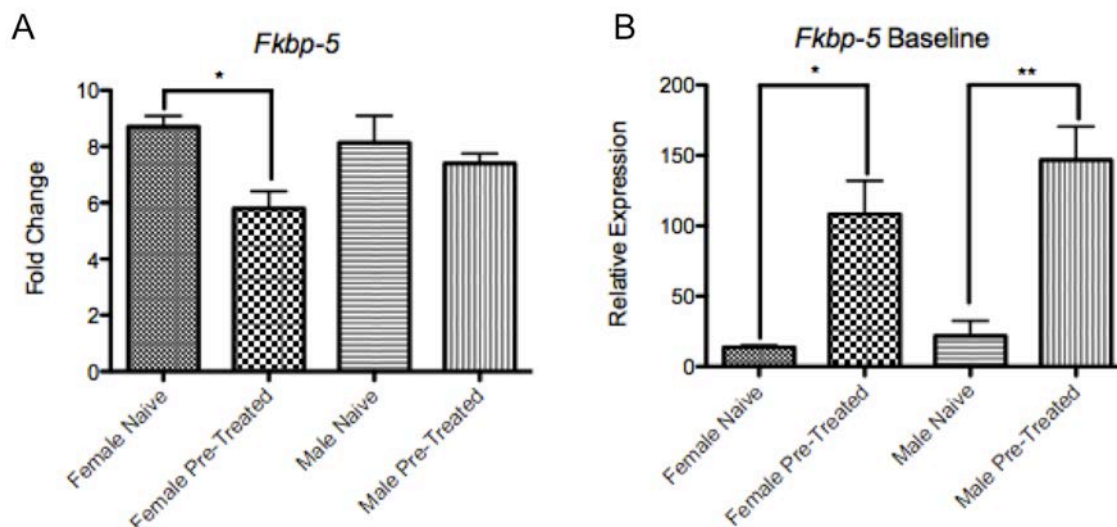 A
Fkbp-5
*
10
8
6
4
2
0
Fold Change
Female Naive
Female Pre-Treated
Male Naive
Male Pre-Treated
B
Fkbp-5 Baseline
*
**
200
150
100
50
0
Relative Expression
Female Naive
Female Pre-Treated
Male Naive
Male Pre-Treated